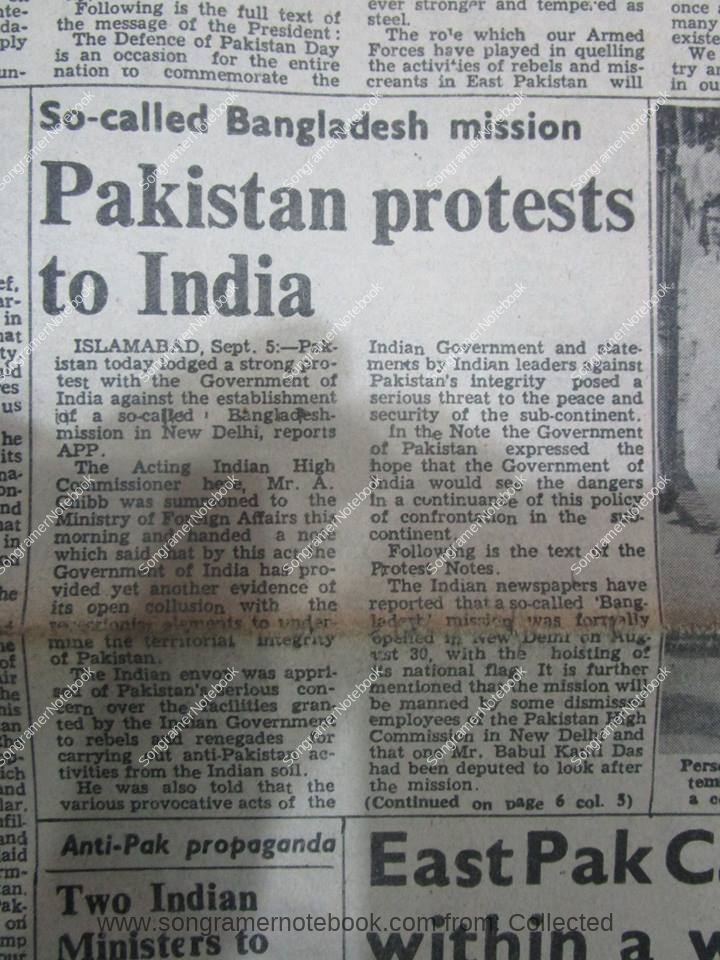 Following is the full text of
the message of the President :
The Defence of Pakistan Day
is an occasion for the entire
nation to commemorate the
ever stronger and tempered as
steel.
The role which our Armed
Forces have played in quelling
the activities of rebels and mis-
creants in East Pakistan will
So-called Bangladesh mission
Pakistan protests
to India
ISLAMABAD, Sept. 5:—Pak-
istan today lodged a strong pro-
test with the Government of
India against the establishment
of a so-called Bangladesh-
mission in New Delhi, reports
APP.
The Acting Indian High
Commissioner here, Mr. A.
was summoned to the
Ministry of Foreign Affairs this
morning and handed a note
which said that by this act the
Government of India has pro-
vided yet another evidence of
its open collusion with the
elements to under-
mine the territorial integrity
of Pakistan.
The Indian envoy was appri-
sed of Pakistan's serious con-
cern over the facilities gran-
ted by the Indian Government
to rebels and renegades for
carrying out anti-Pakistan ac-
tivities from the Indian soil.
He was also told that the
various provocative acts of the
Indian Government and state-
ments by Indian leaders against
Pakistan's integrity posed a
serious threat to the peace and
security of the sub-continent.
In the Note the Government
of Pakistan expressed the
hope that the Government of
India would see the dangers
in a continuance of this policy
of confrontation in the sub-
continent
Following is the text of the
Protest Notes.
The Indian newspapers have
reported that a so-called 'Bang-
ladesh' mission was formally
opened in New Delhi on Aug-
ust 30, with the hoisting of
its national flag. It is further
mentioned that the mission will
be manned by some dismissed
employees of the Pakistan High
Commission in New Delhi and
that one Mr. Babul Das
had been deputed to look after
the mission.
(Continued on page 6 col. 5)
Anti-Pak propaganda
Two Indian
Ministers to
East Pak
within a
www.songramernotebook.com front Collected